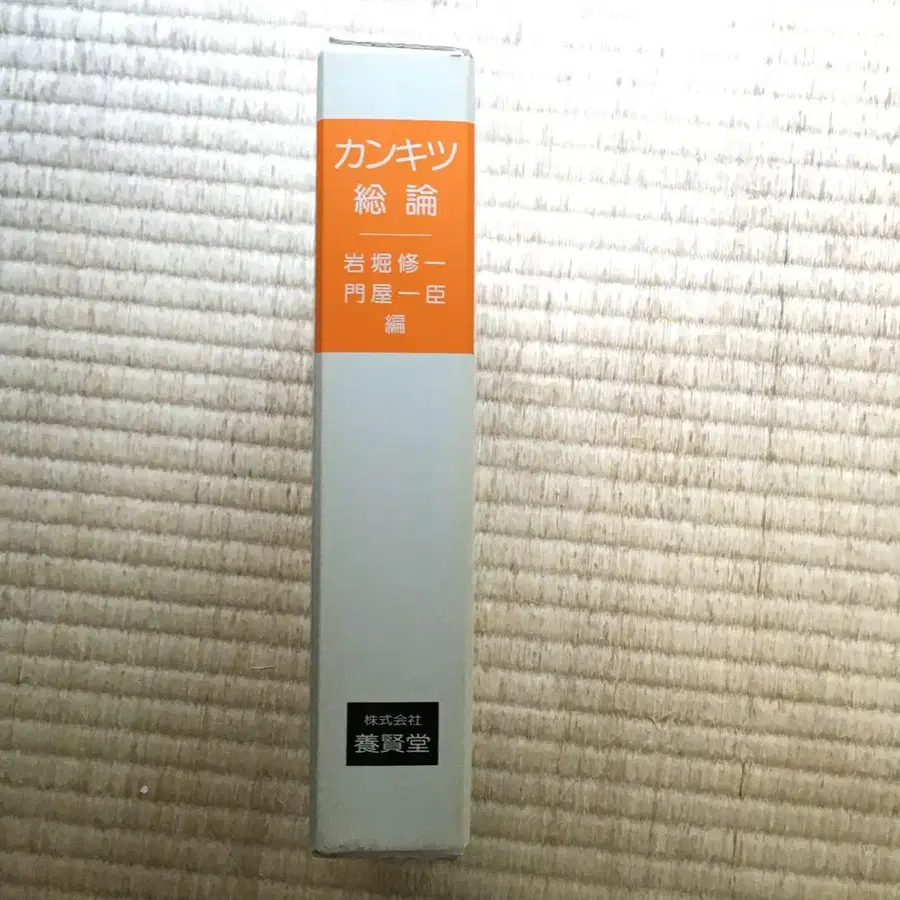 カンキツ
総論
岩堀修一
門屋一臣
編
株式会社
養賢堂